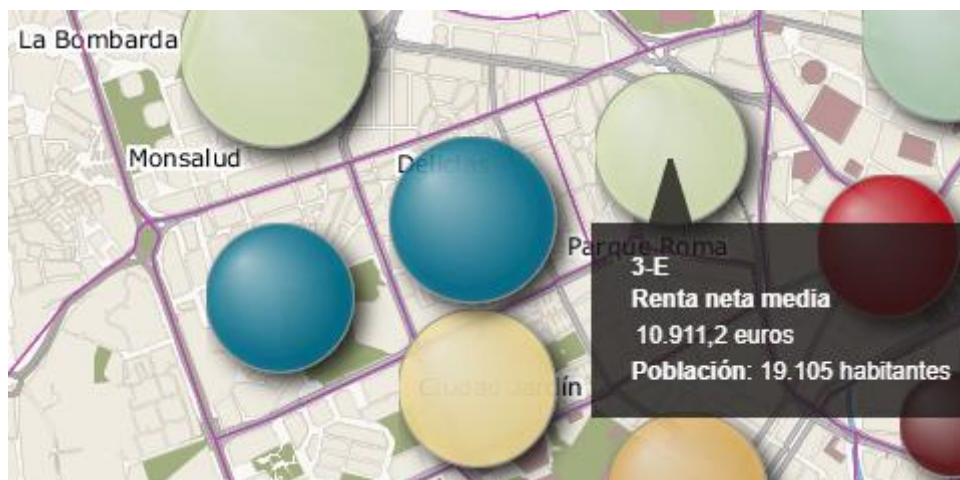 La Bombarda
Monsalud
Delicias
Parque Roma
3-E
Renta neta media
10.911,2 euros
Población: 19.105 habitantes
Ciudad Jardín